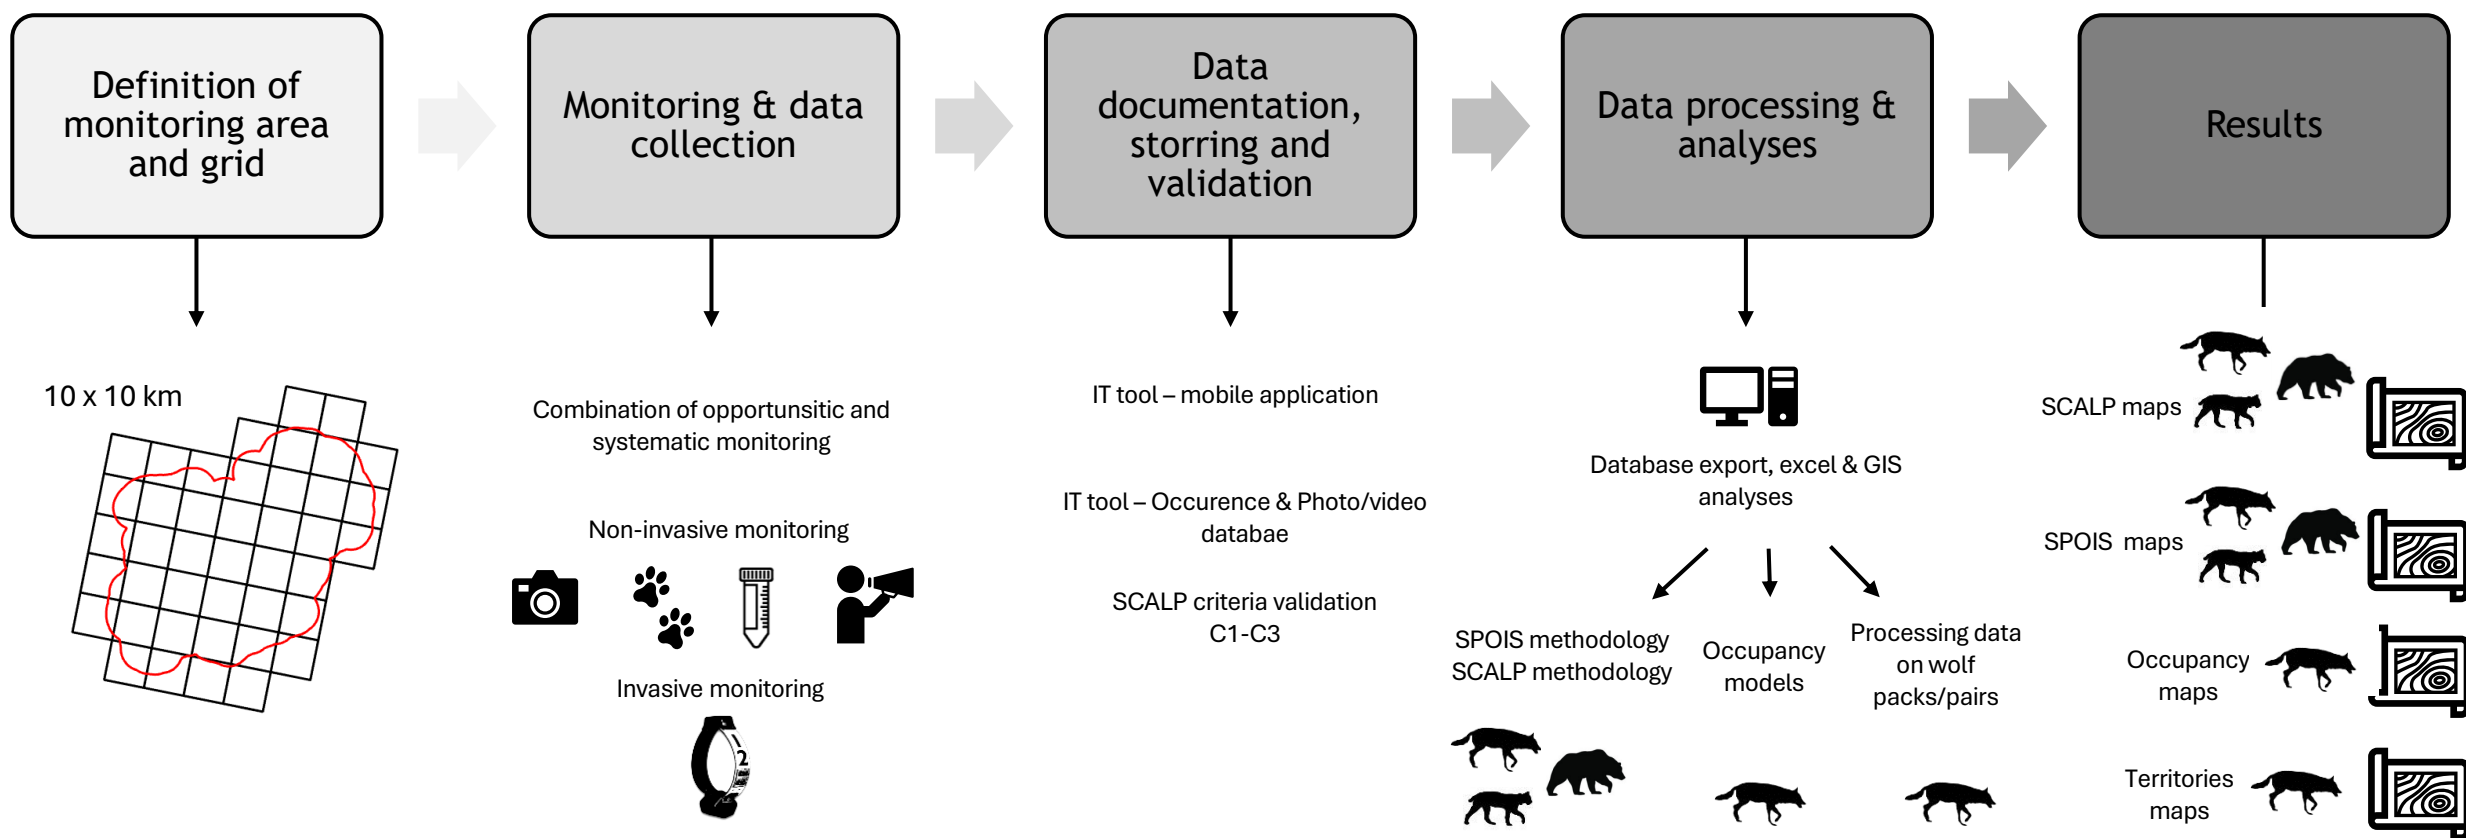 Definition of
monitoring area
and grid
Monitoring & data
collection
Data
documentation,
storring and
validation
Data processing &
analyses
Results
10 x 10 km
Combination of opportunsitic and
systematic monitoring
Non-invasive monitoring
Invasive monitoring
2
IT tool – mobile application
IT tool – Occurence & Photo/video
databae
SCALP criteria validation
C1-C3
Database export, excel & GIS
analyses
SPOIS methodology
SCALP methodology
Occupancy
models
Processing data
on wolf
packs/pairs
SCALP maps
SPOIS maps
Occupancy
maps
Territories
maps